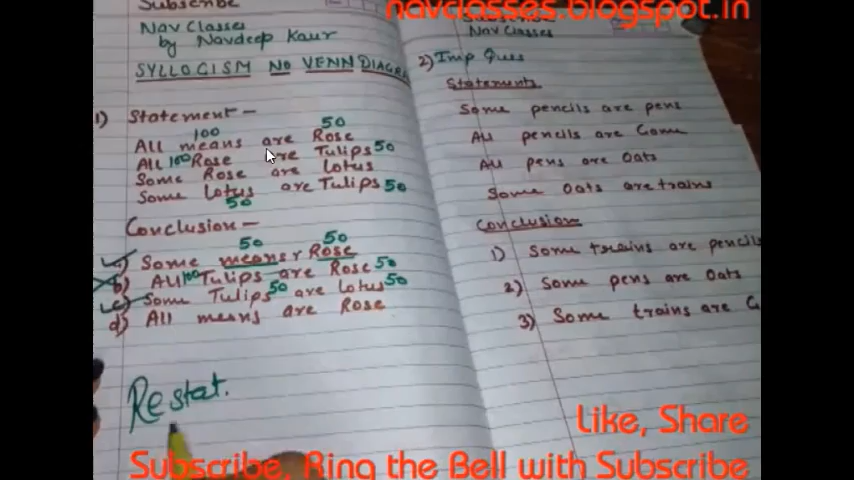 Subscribe
navclasses.blogspot.in
Nav Classes
by Navdeep Kaur
SYLLOGISM NO VENN DIAGRA
1) Statement -
100 50
All means are Rose
All 100 Rose are Tulips 50
Some Rose are Lotus
Some Lotus are Tulips 50
50
Conclusion -
50 50
a) Some means r Rose
b) All 100 Tulips are Rose 50
c) Some Tulips 50 are Lotus 50
d) All means are Rose
Restat.
Nav Classes
2) Imp Ques
Statements
Some pencils are pens
All pencils are Game
All pens are Oats
Some Oats are trains
Conclusion
1) Some trains are pencils
2) Some pens are Oats
3) Some trains are G
Like, Share
Subscribe, Ring the Bell with Subscribe